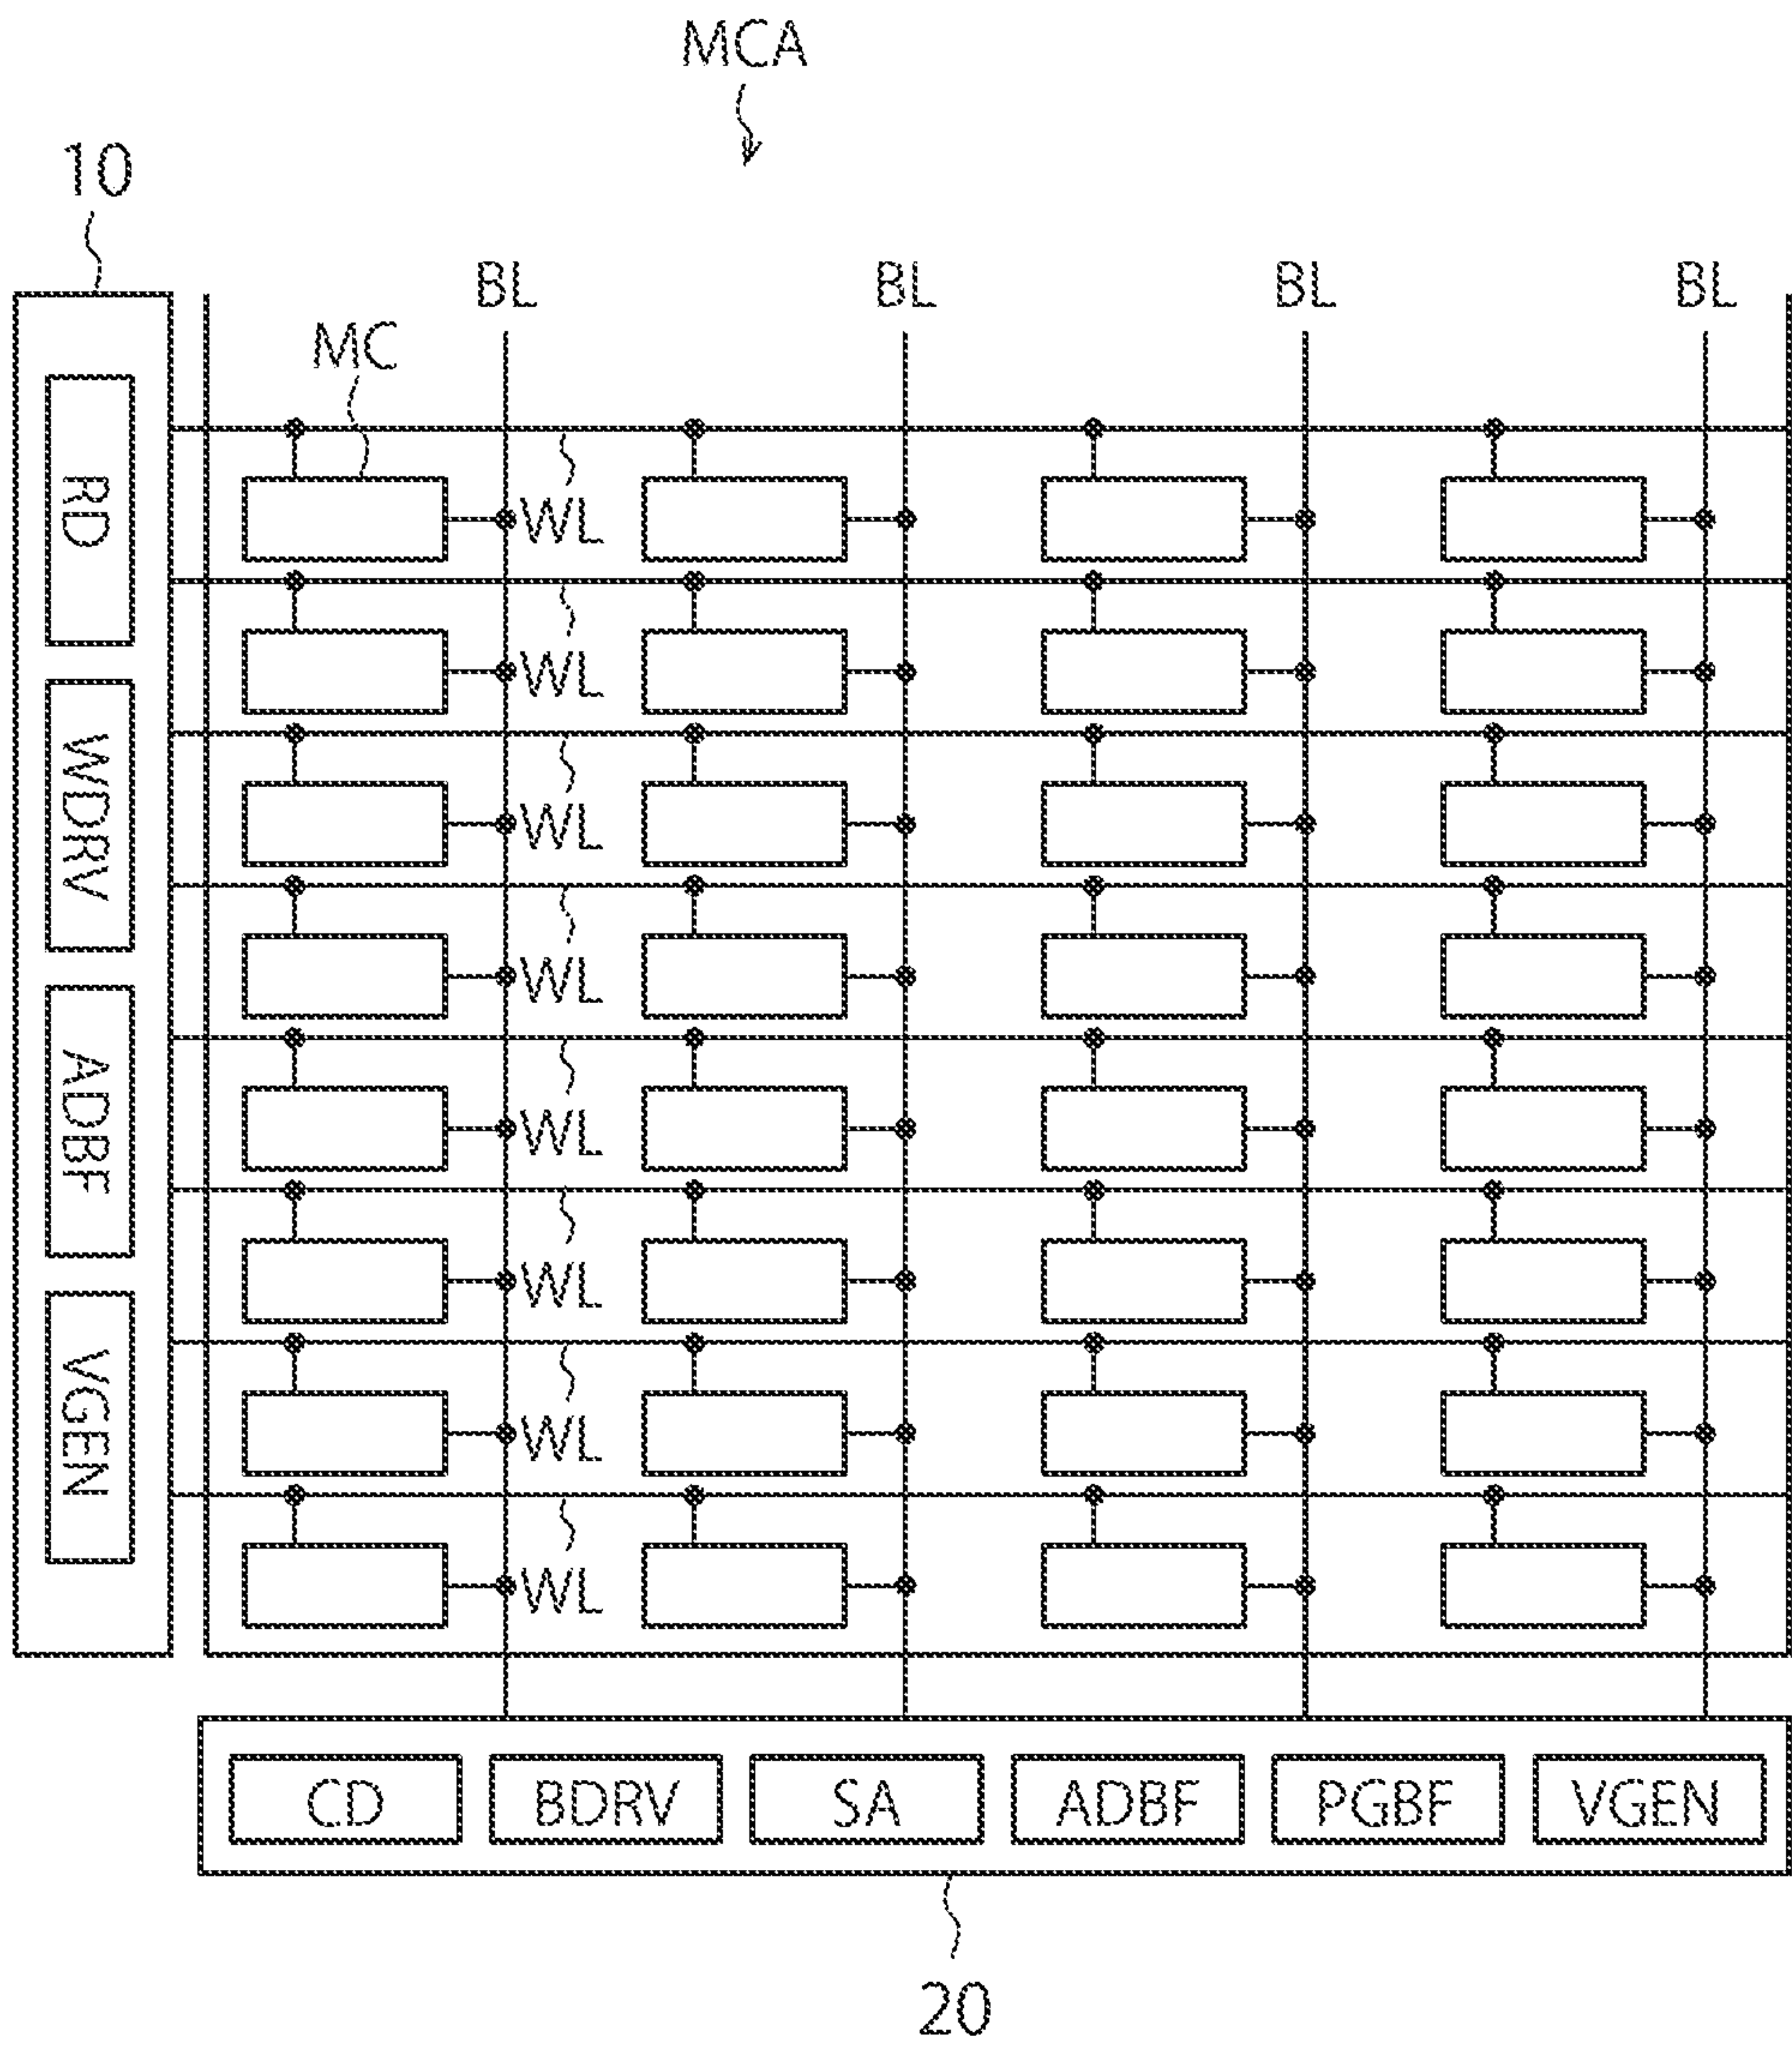 MCA
10
BL BL BL BL
MC
WL
WL
WL
WL
WL
WL
WL
WL
RD
WDRV
ADBF
VGEN
CD BDRV SA ADBF PGBF VGEN
20